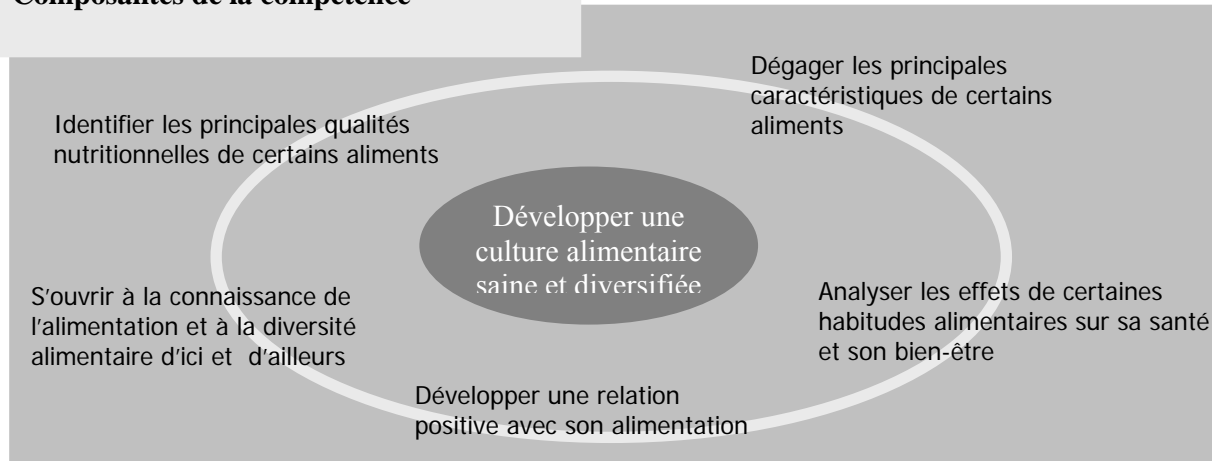 Composantes de la compétence
Dégager les principales
caractéristiques de certains
aliments
Identifier les principales qualités
nutritionnelles de certains aliments
Développer une
culture alimentaire
saine et diversifiée
S'ouvrir à la connaissance de
l'alimentation et à la diversité
alimentaire d'ici et d'ailleurs
Analyser les effets de certaines
habitudes alimentaires sur sa santé
et son bien-être
Développer une relation
positive avec son alimentation